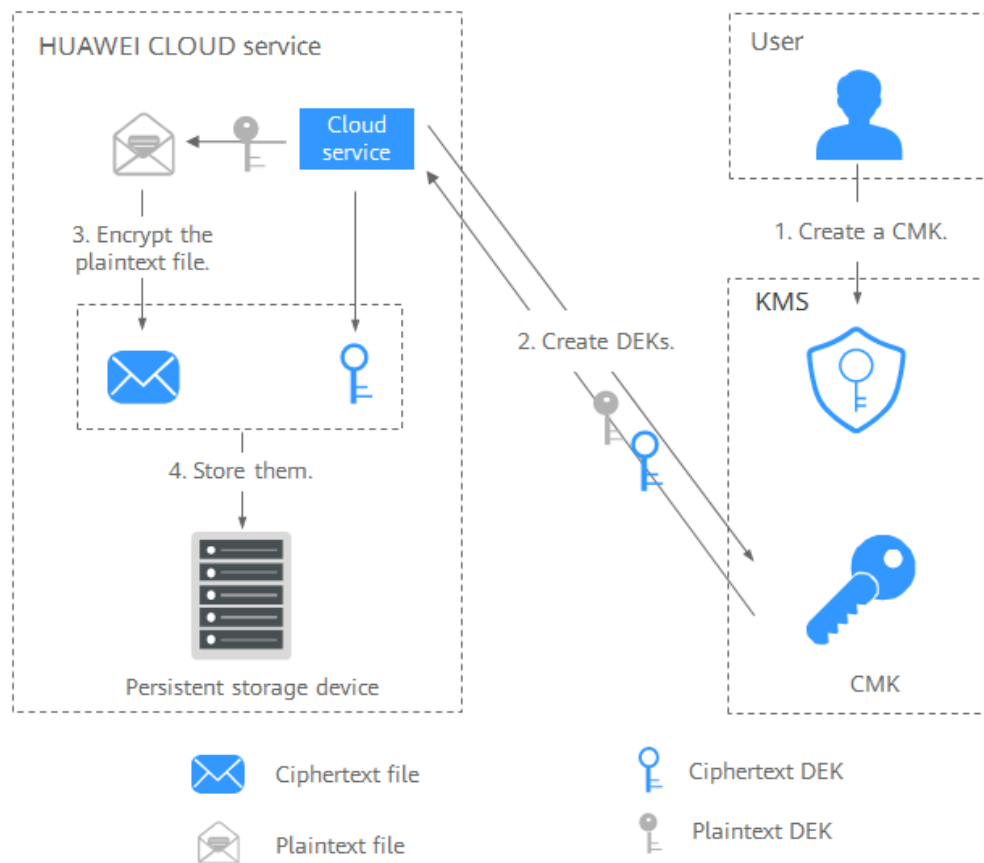 HUAWEI CLOUD service
User
Cloud
service
3. Encrypt the
plaintext file.
1. Create a CMK.
KMS
2. Create DEKs.
4. Store them.
Persistent storage device
CMK
Ciphertext file
Ciphertext DEK
Plaintext file
Plaintext DEK